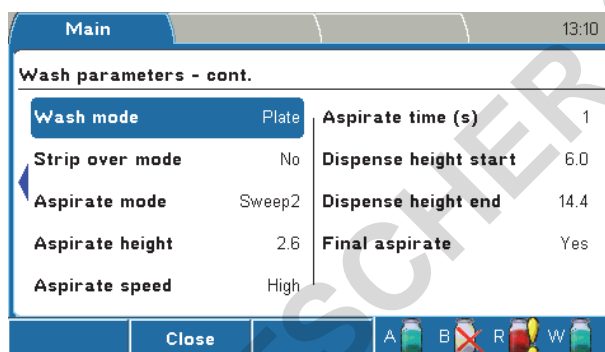 Main
13:10
Wash parameters - cont.
Wash mode Plate
Strip over mode No
Aspirate mode Sweep2
Aspirate height 2.6
Aspirate speed High
Aspirate time (s) 1
Dispense height start 6.0
Dispense height end 14.4
Final aspirate Yes
Close
A B R W